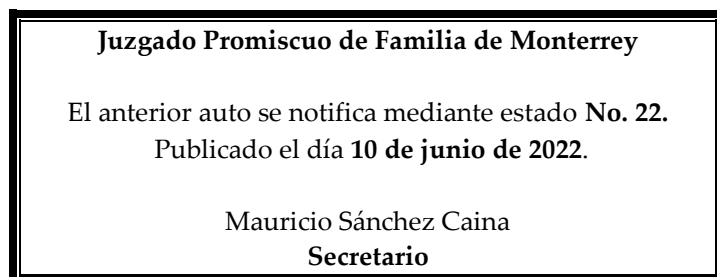 Juzgado Promiscuo de Familia de Monterrey
El anterior auto se notifica mediante estado No. 22.
Publicado el día 10 de junio de 2022.
Mauricio Sánchez Caina
Secretario